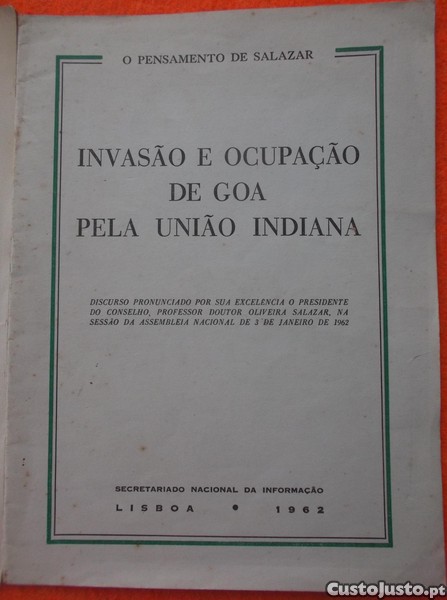 O PENSAMENTO DE SALAZAR
INVASÃO E OCUPAÇÃO
DE GOA
PELA UNIÃO INDIANA
DISCURSO PRONUNCIADO POR SUA EXCELÊNCIA O PRESIDENTE
DO CONSELHO, PROFESSOR DOUTOR OLIVEIRA SALAZAR, NA
SESSÃO DA ASSEMBLEIA NACIONAL DE 3 DE JANEIRO DE 1962
SECRETARIADO NACIONAL DA INFORMAÇÃO
LISBOA • 1962
CustoJusto.pt